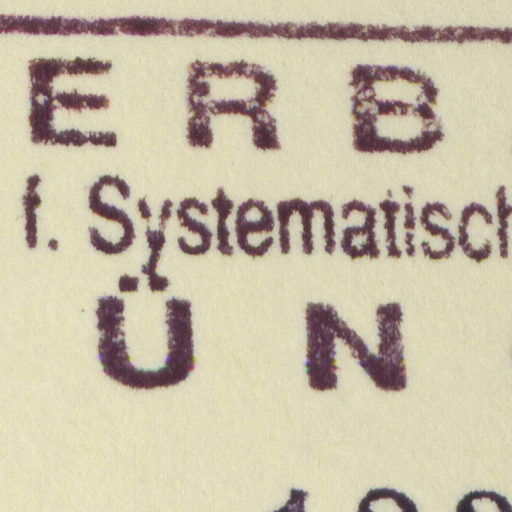 E R B
f. Systematisch
Ü N